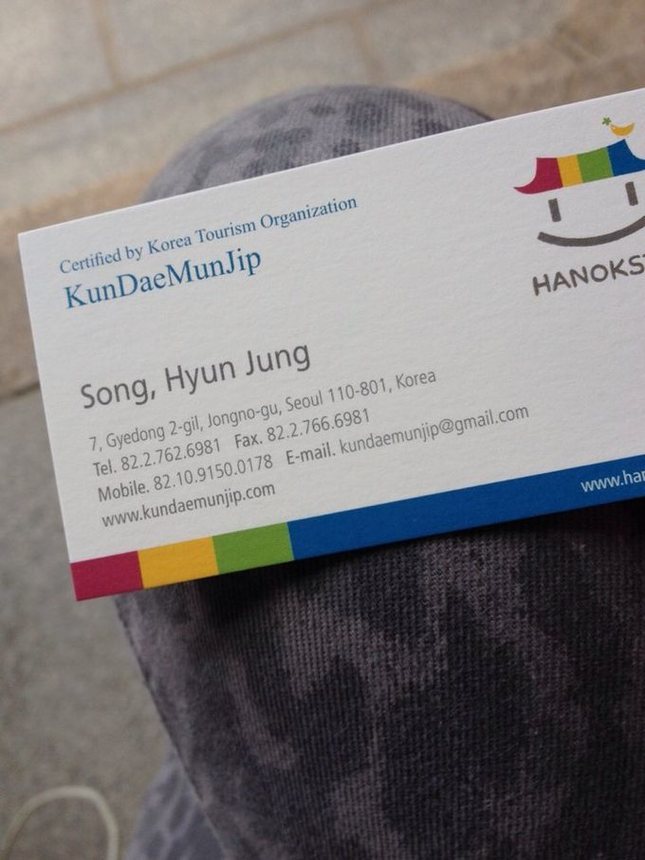 Certified by Korea Tourism Organization
KunDaeMunJip
Song, Hyun Jung
7, Gyedong 2-gil, Jongno-gu, Seoul 110-801, Korea
Tel. 82.2.762.6981 Fax. 82.2.766.6981
Mobile. 82.10.9150.0178 E-mail. kundaemunjip@gmail.com
www.kundaemunjip.com